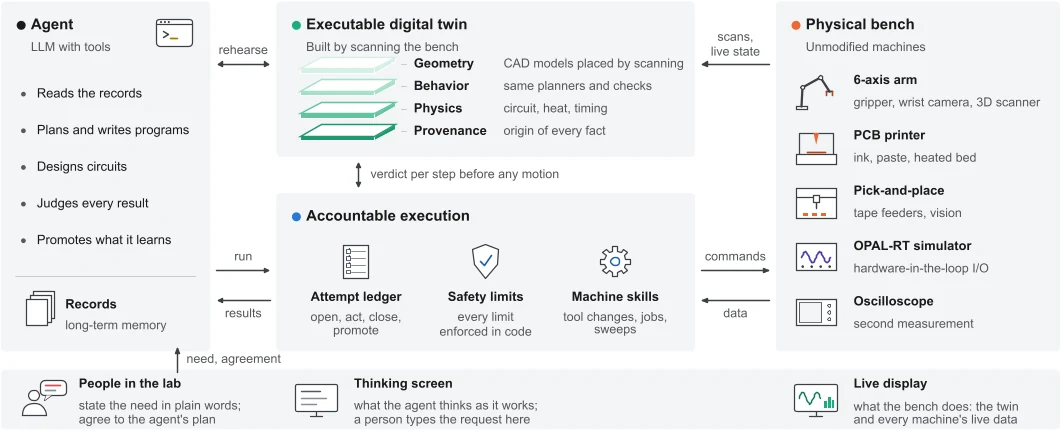 Agent
LLM with tools
Reads the records
Plans and writes programs
Designs circuits
Judges every result
Promotes what it learns
Records
long-term memory
rehearse
run
results
Executable digital twin
Built by scanning the bench
Geometry CAD models placed by scanning
Behavior same planners and checks
Physics circuit, heat, timing
Provenance origin of every fact
verdict per step before any motion
Accountable execution
Attempt ledger
open, act, close,
promote
Safety limits
every limit
enforced in code
Machine skills
tool changes, jobs,
sweeps
scans,
live state
commands
data
Physical bench
Unmodified machines
6-axis arm
gripper, wrist camera, 3D scanner
PCB printer
ink, paste, heated bed
Pick-and-place
tape feeders, vision
OPAL-RT simulator
hardware-in-the-loop I/O
Oscilloscope
second measurement
need, agreement
People in the lab
state the need in plain words;
agree to the agent's plan
Thinking screen
what the agent thinks as it works;
a person types the request here
Live display
what the bench does: the twin
and every machine's live data